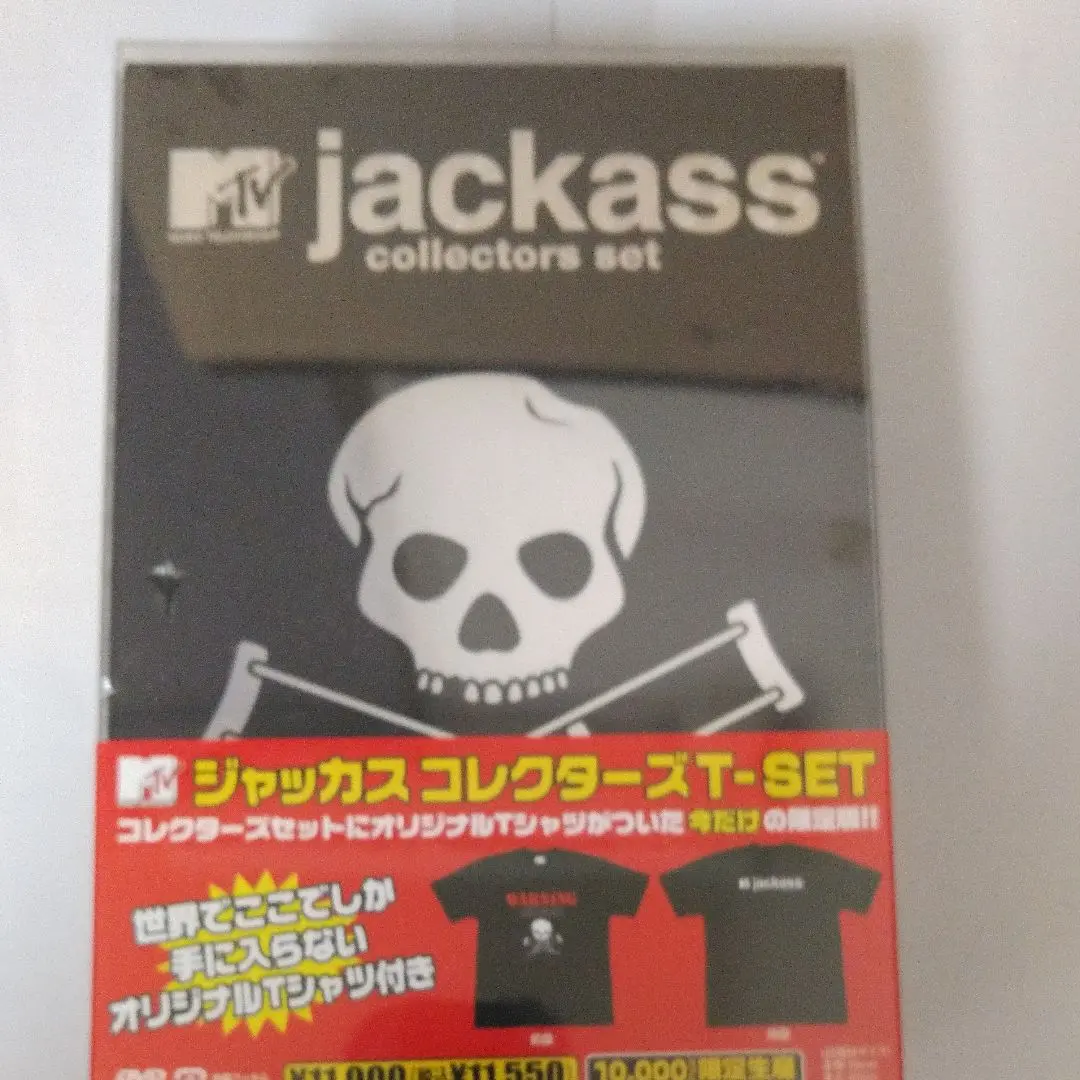 MTV jackass
collectors set
MTV ジャッカス コレクターズ T-SET
コレクターズセットにオリジナルTシャツがついた 今だけ の限定版!!
世界でここでしか
手に入らない
オリジナルTシャツ付き
WARNING
jackass
¥11,000 ¥11,550
10,000 限定生産